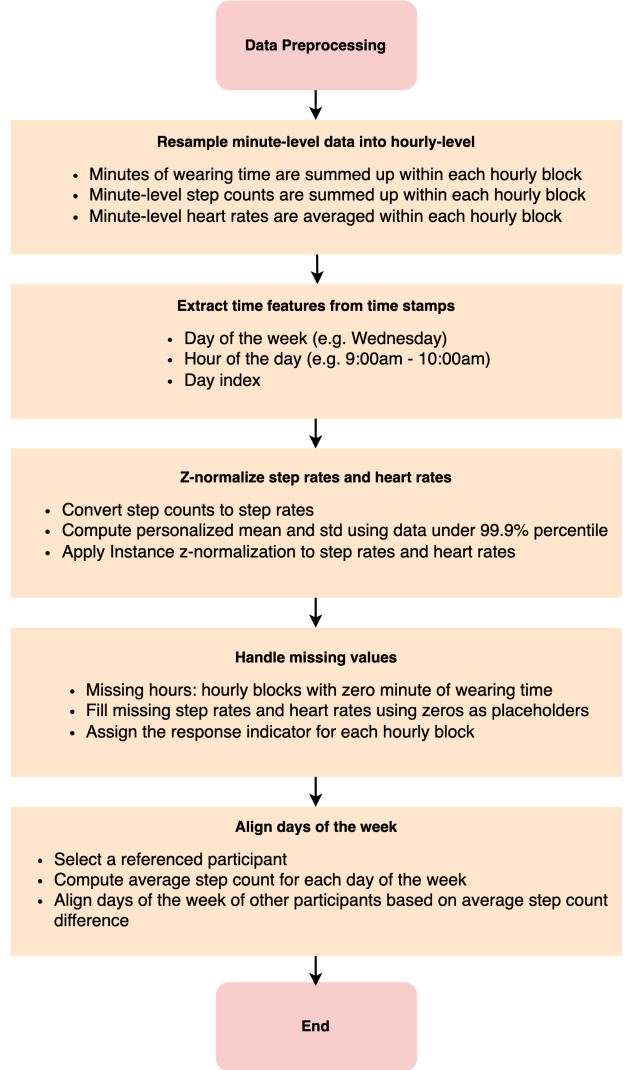 Data Preprocessing
Resample minute-level data into hourly-level
• Minutes of wearing time are summed up within each hourly block
• Minute-level step counts are summed up within each hourly block
• Minute-level heart rates are averaged within each hourly block
Extract time features from time stamps
• Day of the week (e.g. Wednesday)
• Hour of the day (e.g. 9:00am - 10:00am)
• Day index
Z-normalize step rates and heart rates
• Convert step counts to step rates
• Compute personalized mean and std using data under 99.9% percentile
• Apply Instance z-normalization to step rates and heart rates
Handle missing values
• Missing hours: hourly blocks with zero minute of wearing time
• Fill missing step rates and heart rates using zeros as placeholders
• Assign the response indicator for each hourly block
Align days of the week
• Select a referenced participant
• Compute average step count for each day of the week
• Align days of the week of other participants based on average step count
difference
End